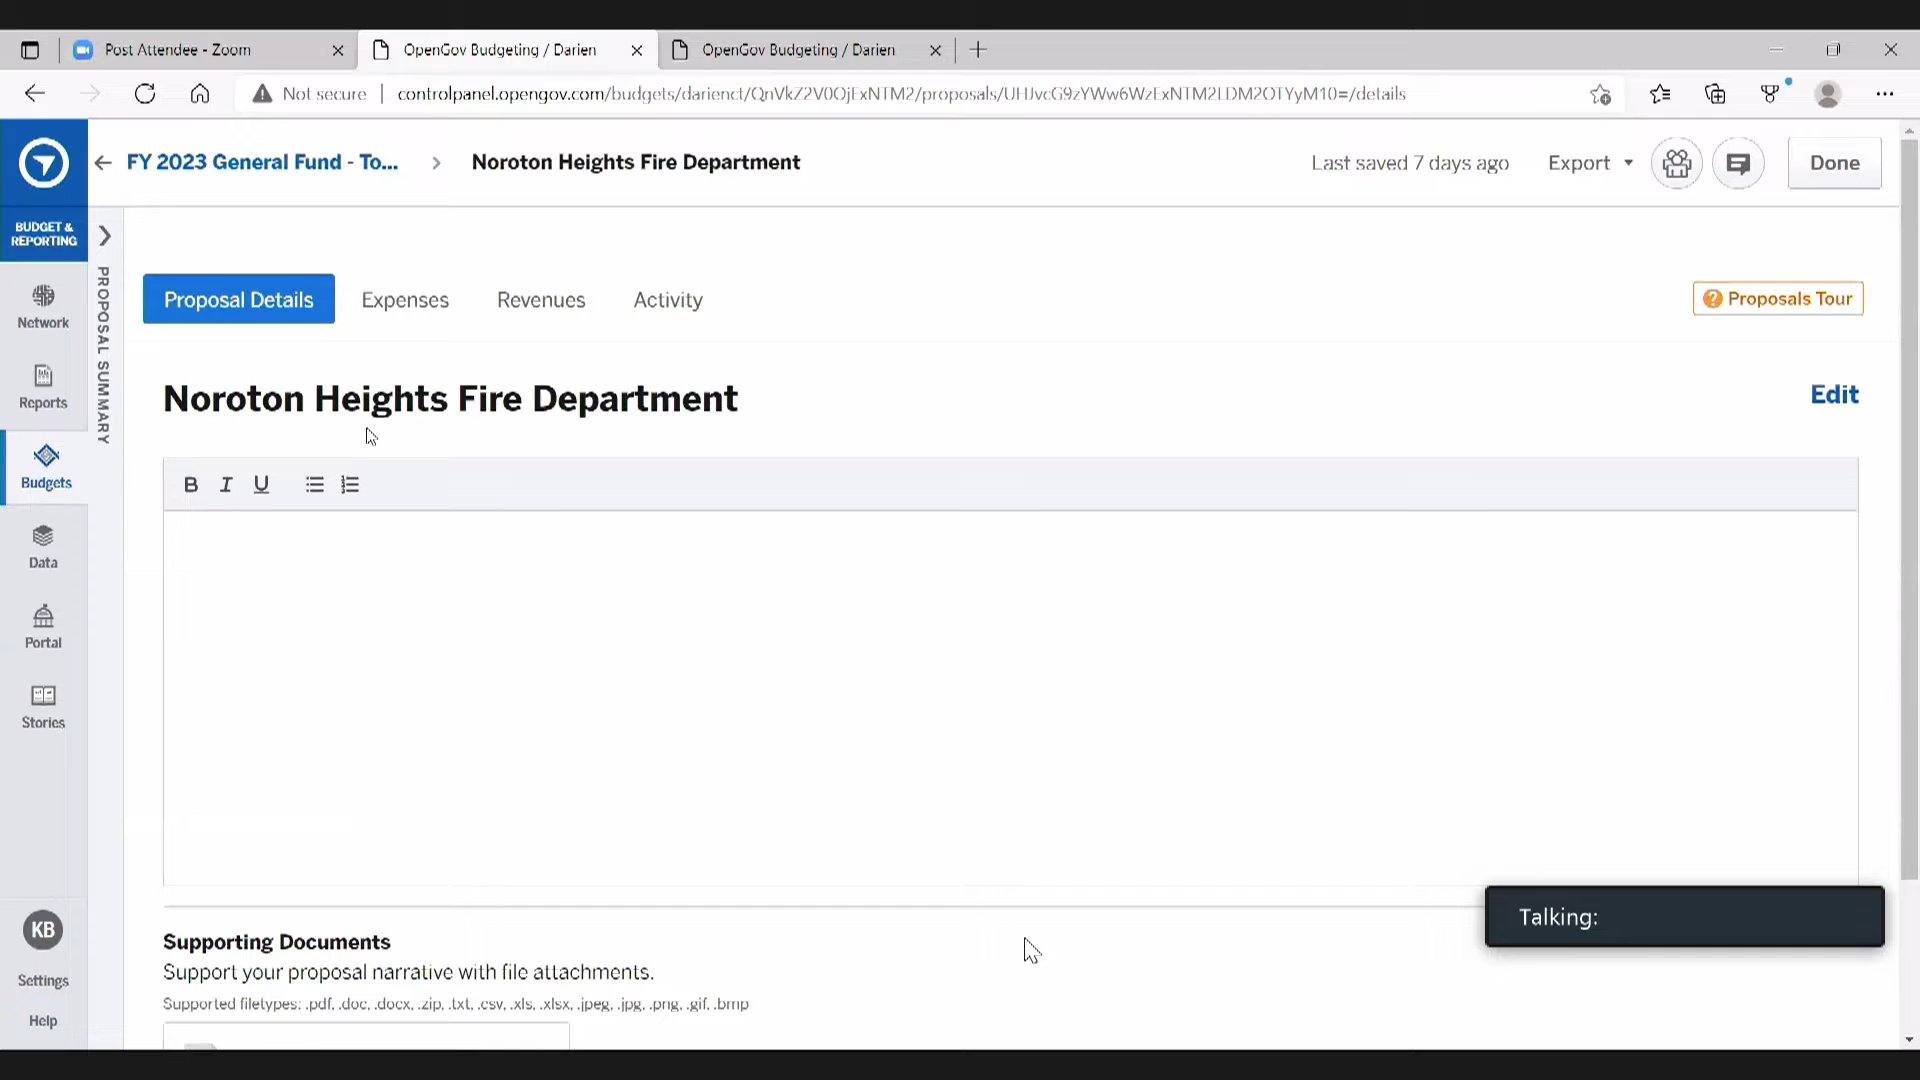 Post Attendee - Zoom
OpenGov Budgeting / Darien
OpenGov Budgeting / Darien
Not secure
controlpanel.opengov.com/budgets/darienct/QnVkZ2V0OjExNTM2/proposals/UHJvcG9zYWw6WzExNTM2LDM2OTYyM10=/details
FY 2023 General Fund - To...
Noroton Heights Fire Department
Last saved 7 days ago
Export
Done
BUDGET &
REPORTING
PROPOSAL SUMMARY
Proposal Details
Expenses
Revenues
Activity
Proposals Tour
Network
Reports
Budgets
Data
Portal
Stories
KB
Settings
Help
Noroton Heights Fire Department
Edit
B I U
Talking:
Supporting Documents
Support your proposal narrative with file attachments.
Supported filetypes: .pdf, .doc, .docx, .zip, .txt, .csv, .xls, .xlsx, .jpeg, .jpg, .png, .gif, .bmp